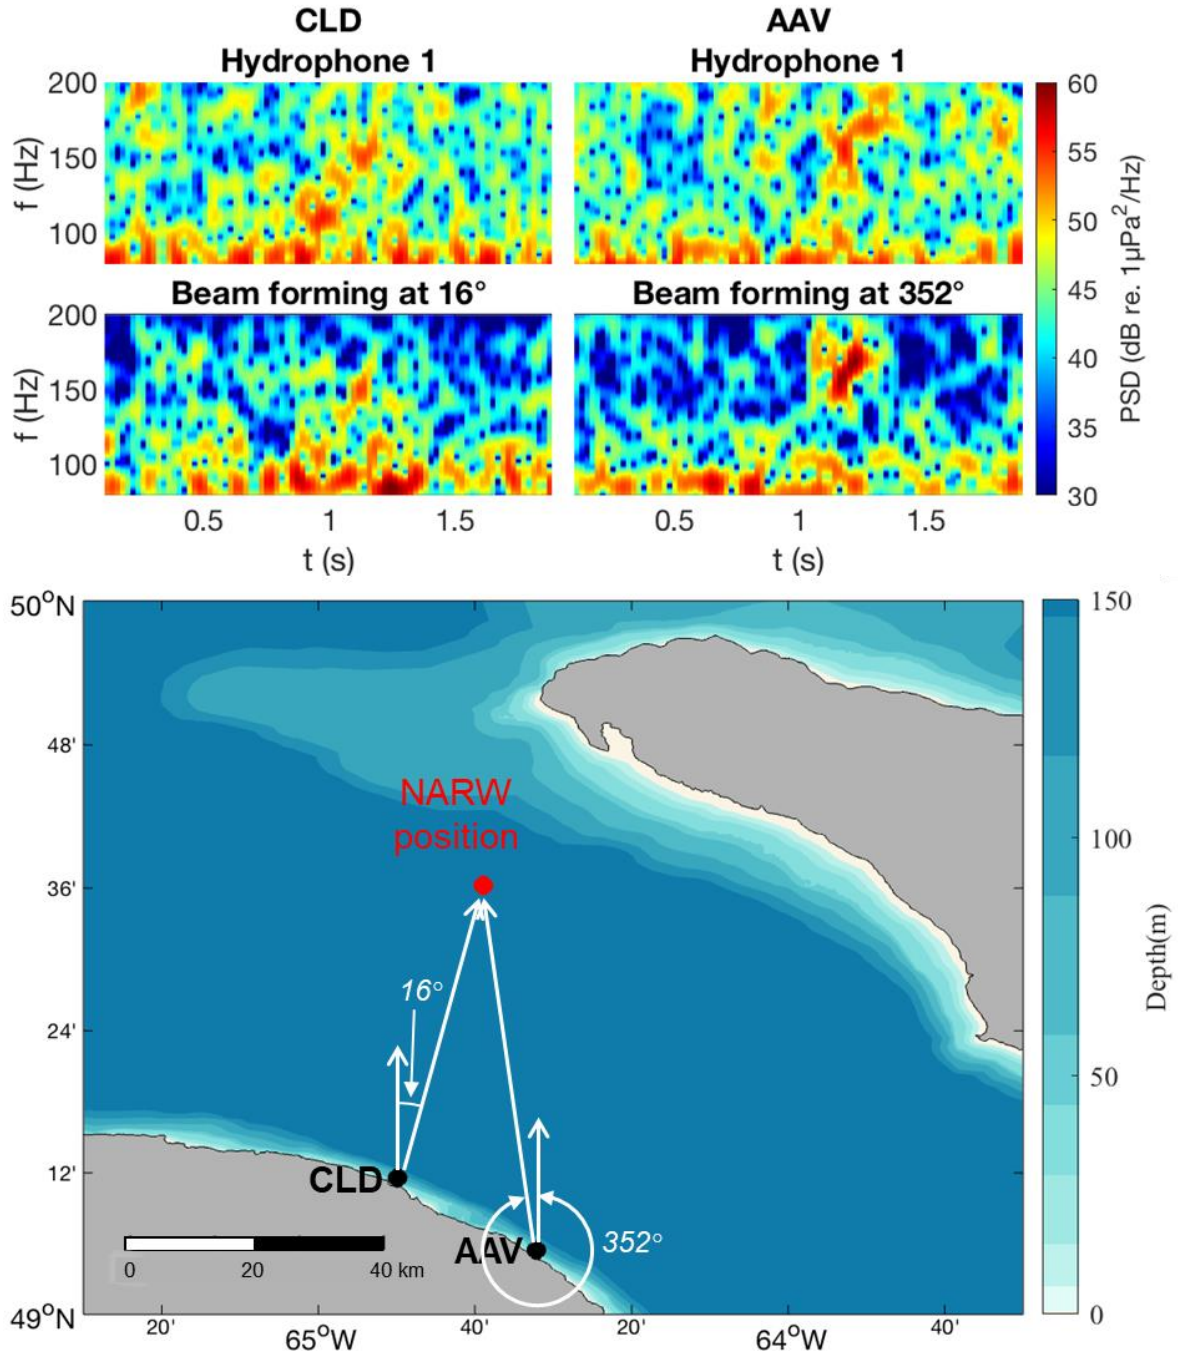 CLD
Hydrophone 1
AAV
Hydrophone 1
200
150
100
f (Hz)
60
55
50
45
40
35
30
PSD (dB re. 1µPa²/Hz)
Beam forming at 16°
Beam forming at 352°
200
150
100
f (Hz)
0.5 1 1.5
t (s)
0.5 1 1.5
t (s)
50°N
48'
36'
24'
12'
49°N
NARW
position
16°
CLD
AAV
352°
0 20 40 km
20' 65°W 40' 20' 64°W 40'
150
100
50
0
Depth(m)